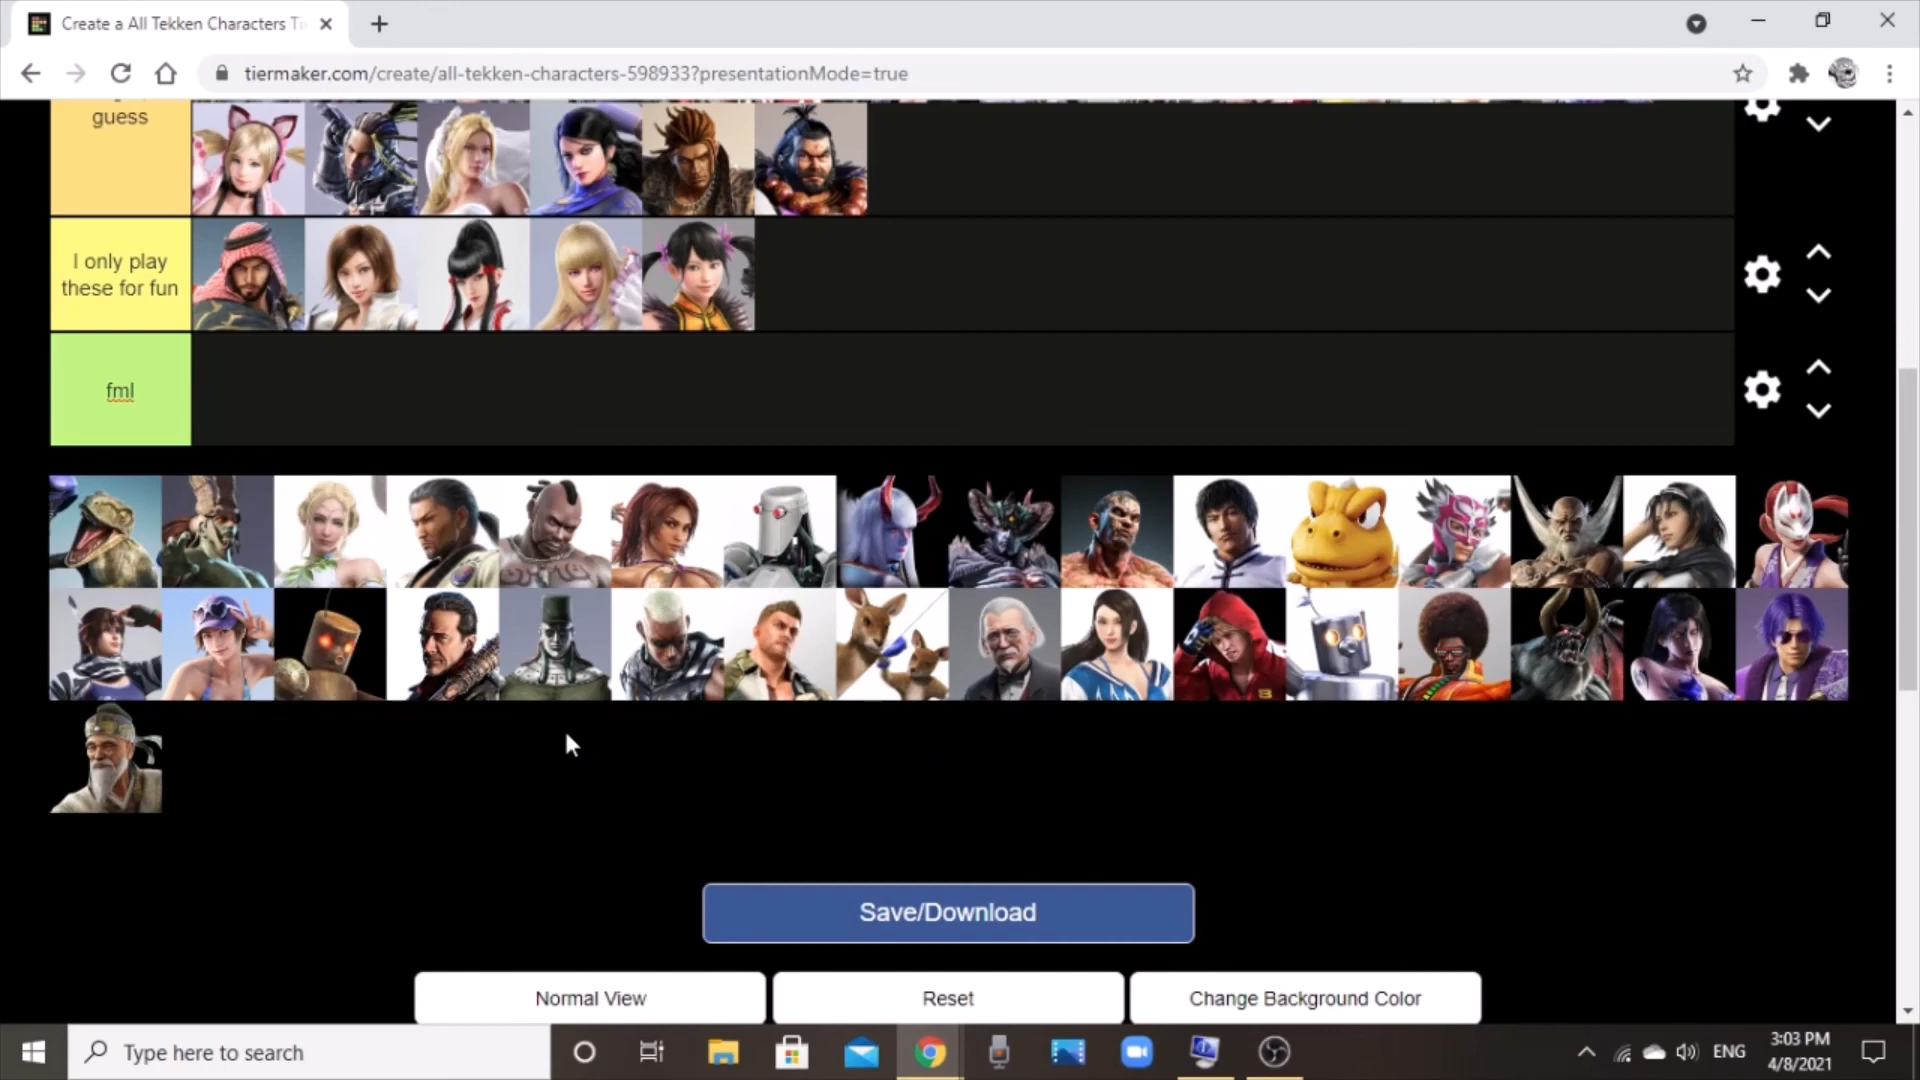 Create a All Tekken Characters Ti
tiermaker.com/create/all-tekken-characters-598933?presentationMode=true
guess
I only play
these for fun
fml
Save/Download
Normal View
Reset
Change Background Color
Type here to search
ENG
3:03 PM
4/8/2021